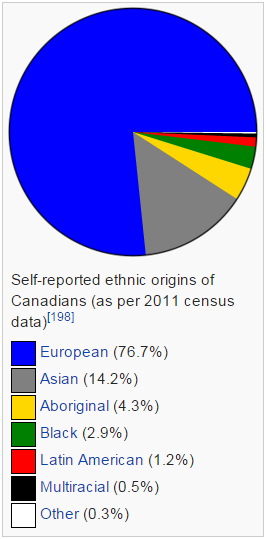 Self-reported ethnic origins of
Canadians (as per 2011 census
data)[198]
European (76.7%)
Asian (14.2%)
Aboriginal (4.3%)
Black (2.9%)
Latin American (1.2%)
Multiracial (0.5%)
Other (0.3%)